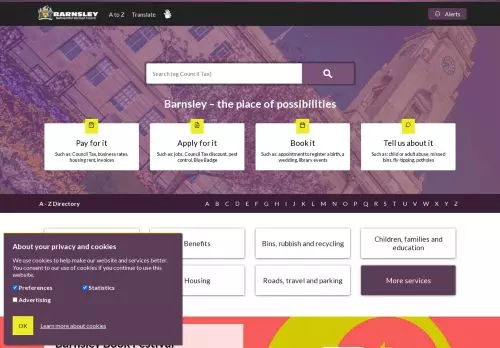 BARNSLEY
Metropolitan Borough Council
A to Z
Translate
Alerts
Search (eg Council Tax)
Barnsley – the place of possibilities
Pay for it
Such as: Council Tax, business rates,
housing rent, invoices
Apply for it
Such as: jobs, Council Tax discount, pest
control, Blue Badge
Book it
Such as: appointment to register a birth, a
wedding, library events
Tell us about it
Such as: child or adult abuse, missed
bins, fly-tipping, potholes
A - Z Directory
A B C D E F G H I J K L M N O P Q R S T U V W X Y Z
Benefits
Bins, rubbish and recycling
Children, families and
education
Housing
Roads, travel and parking
More services
About your privacy and cookies
We use cookies to help make our website and services better.
You consent to our use of cookies if you continue to use this
website.
Preferences
Statistics
Advertising
OK
Learn more about cookies
Barnsley Book Festival